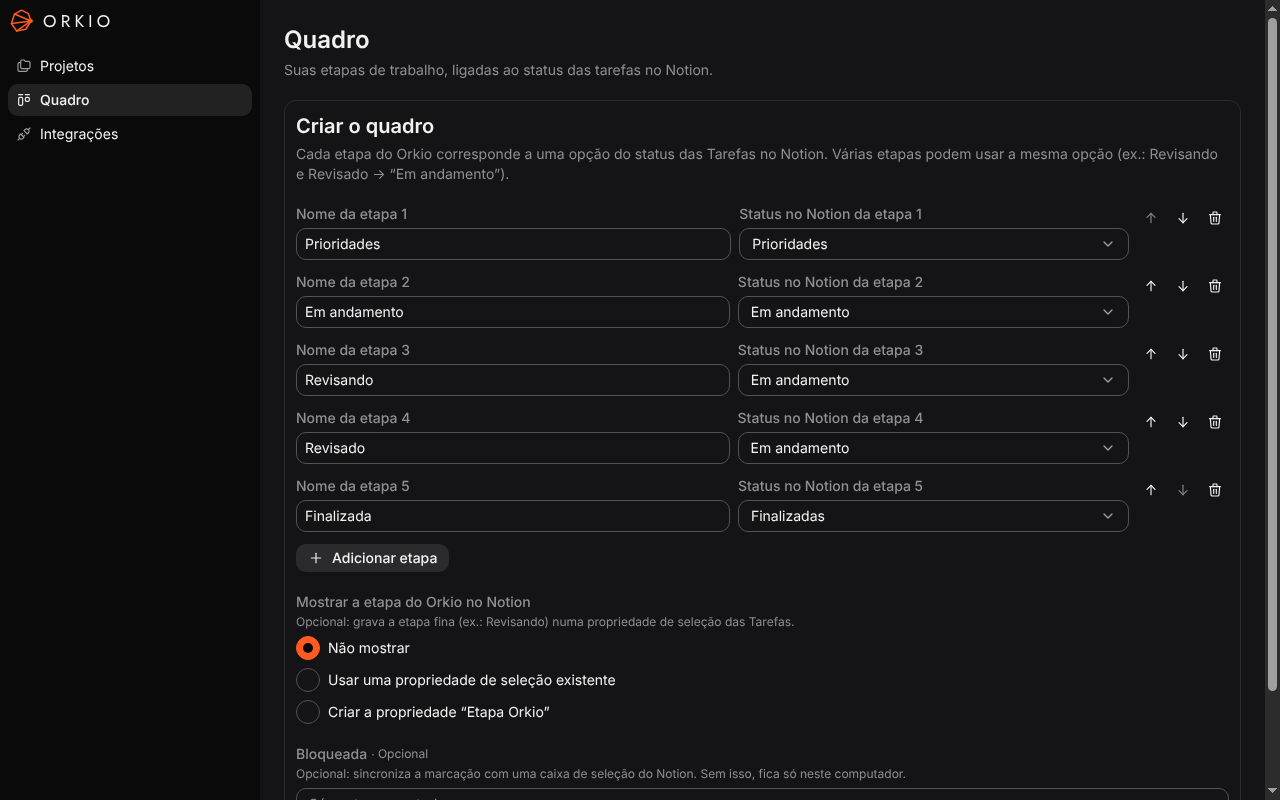 ORKIO
Projetos
Quadro
Integrações
Quadro
Suas etapas de trabalho, ligadas ao status das tarefas no Notion.
Criar o quadro
Cada etapa do Orkio corresponde a uma opção do status das Tarefas no Notion. Várias etapas podem usar a mesma opção (ex.: Revisando
e Revisado → “Em andamento”).
Nome da etapa 1 Status no Notion da etapa 1
Prioridades Prioridades
Nome da etapa 2 Status no Notion da etapa 2
Em andamento Em andamento
Nome da etapa 3 Status no Notion da etapa 3
Revisando Em andamento
Nome da etapa 4 Status no Notion da etapa 4
Revisado Em andamento
Nome da etapa 5 Status no Notion da etapa 5
Finalizada Finalizadas
Adicionar etapa
Mostrar a etapa do Orkio no Notion
Opcional: grava a etapa fina (ex.: Revisando) numa propriedade de seleção das Tarefas.
Não mostrar
Usar uma propriedade de seleção existente
Criar a propriedade “Etapa Orkio”
Bloqueada · Opcional
Opcional: sincroniza a marcação com uma caixa de seleção do Notion. Sem isso, fica só neste computador.